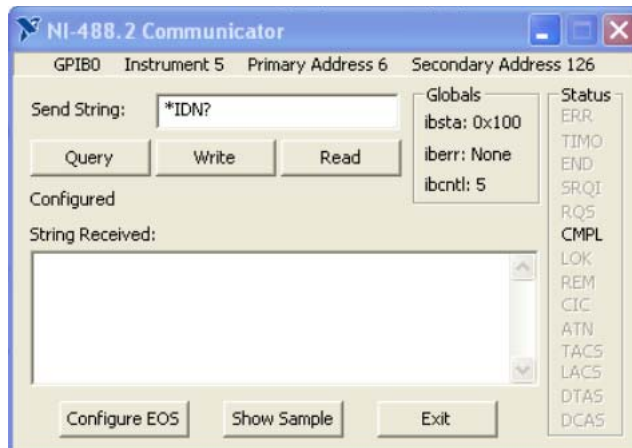 NI-488.2 Communicator
GPIB0 Instrument 5 Primary Address 6 Secondary Address 126
Send String: *IDN?
Query Write Read
Configured
String Received:
Configure EOS Show Sample Exit
Globals
ibsta: 0x100
iberr: None
ibcntl: 5
Status
ERR
TIMO
END
SRQI
RQS
CMPL
LOK
REM
CIC
ATN
TACS
LACS
DTAS
DCAS